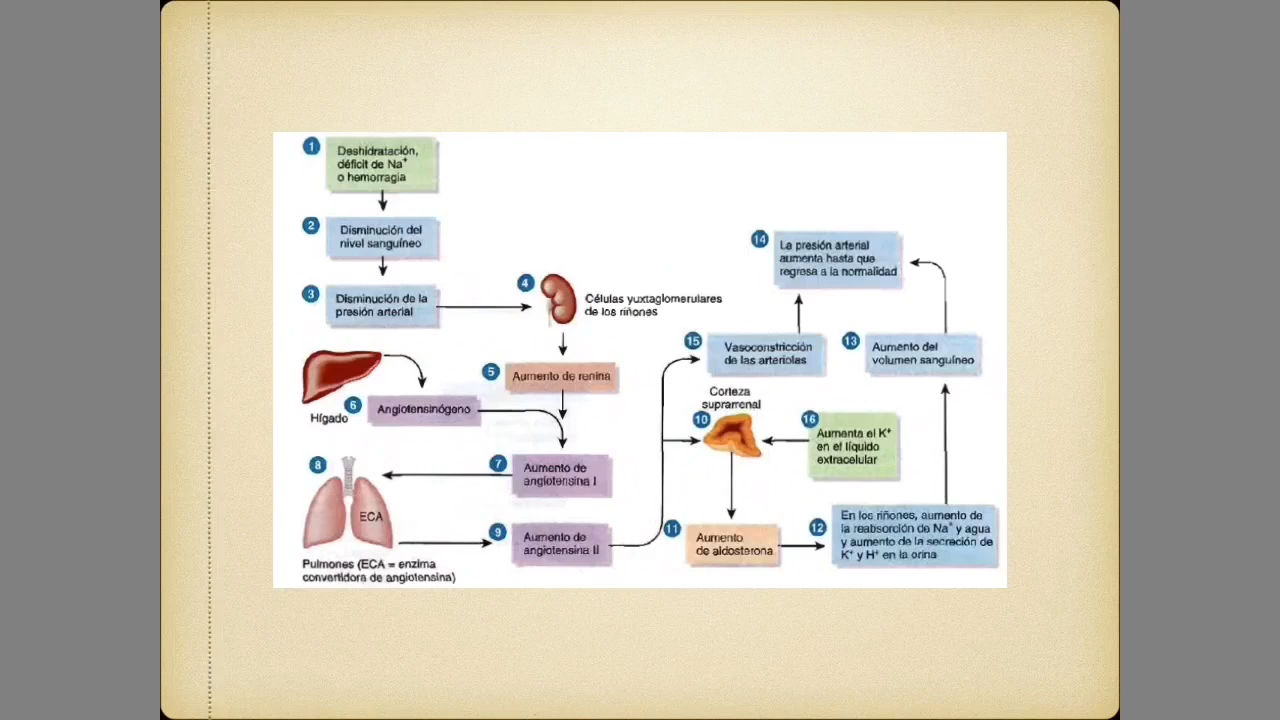 1
Deshidratación,
déficit de Na+
o hemorragia
2
Disminución del
nivel sanguíneo
3
Disminución de la
presión arterial
4
Células yuxtaglomerulares
de los riñones
5
Aumento de renina
Hígado
6
Angiotensinógeno
7
Aumento de
angiotensina I
8
ECA
Pulmones (ECA = enzima
convertidora de angiotensina)
9
Aumento de
angiotensina II
10
Corteza
suprarrenal
11
Aumento
de aldosterona
12
En los riñones, aumento de
la reabsorción de Na+ y agua
y aumento de la secreción de
K+ y H+ en la orina
13
Aumento del
volumen sanguíneo
14
La presión arterial
aumenta hasta que
regresa a la normalidad
15
Vasoconstricción
de las arteriolas
16
Aumenta el K+
en el líquido
extracelular